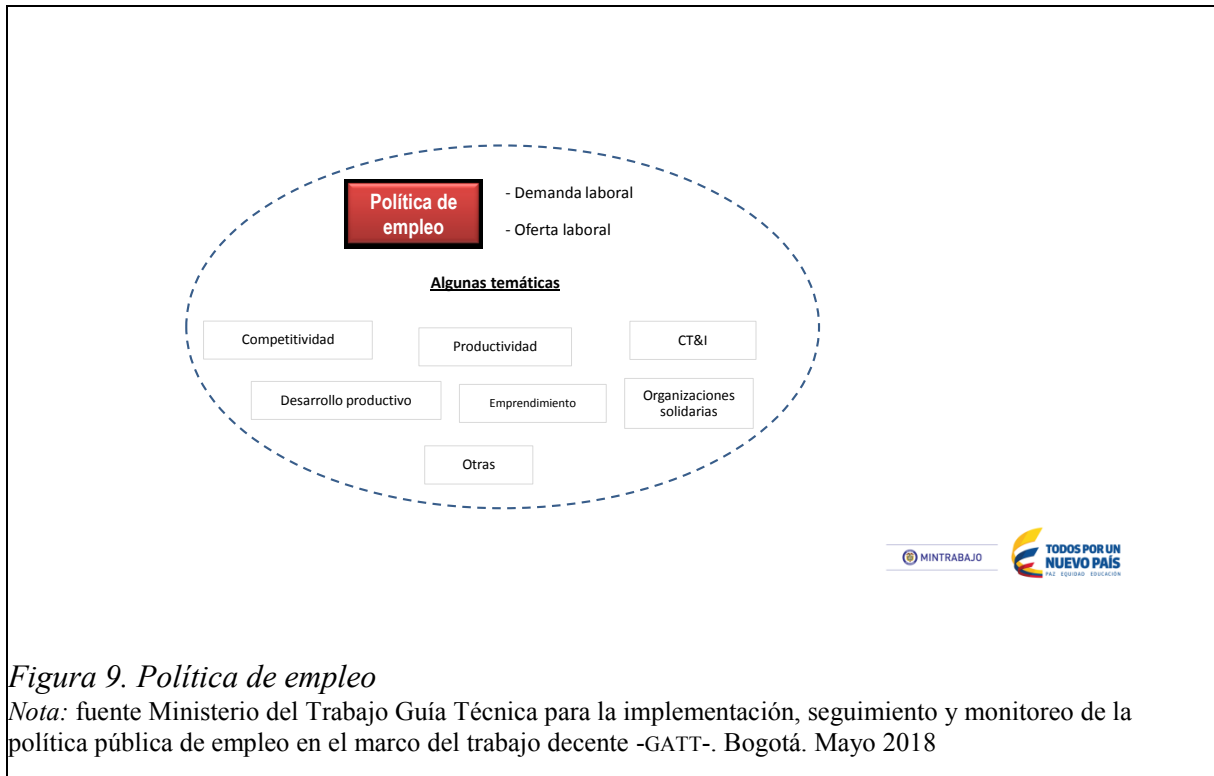 Política de
empleo
- Demanda laboral
- Oferta laboral
Algunas temáticas
Competitividad
Productividad
CT&I
Desarrollo productivo
Emprendimiento
Organizaciones
solidarias
Otras
MINTRABAJO
TODOS POR UN
NUEVO PAÍS
PAZ EQUIDAD EDUCACIÓN
Figura 9. Política de empleo
Nota: fuente Ministerio del Trabajo Guía Técnica para la implementación, seguimiento y monitoreo de la
política pública de empleo en el marco del trabajo decente -GATT-. Bogotá. Mayo 2018